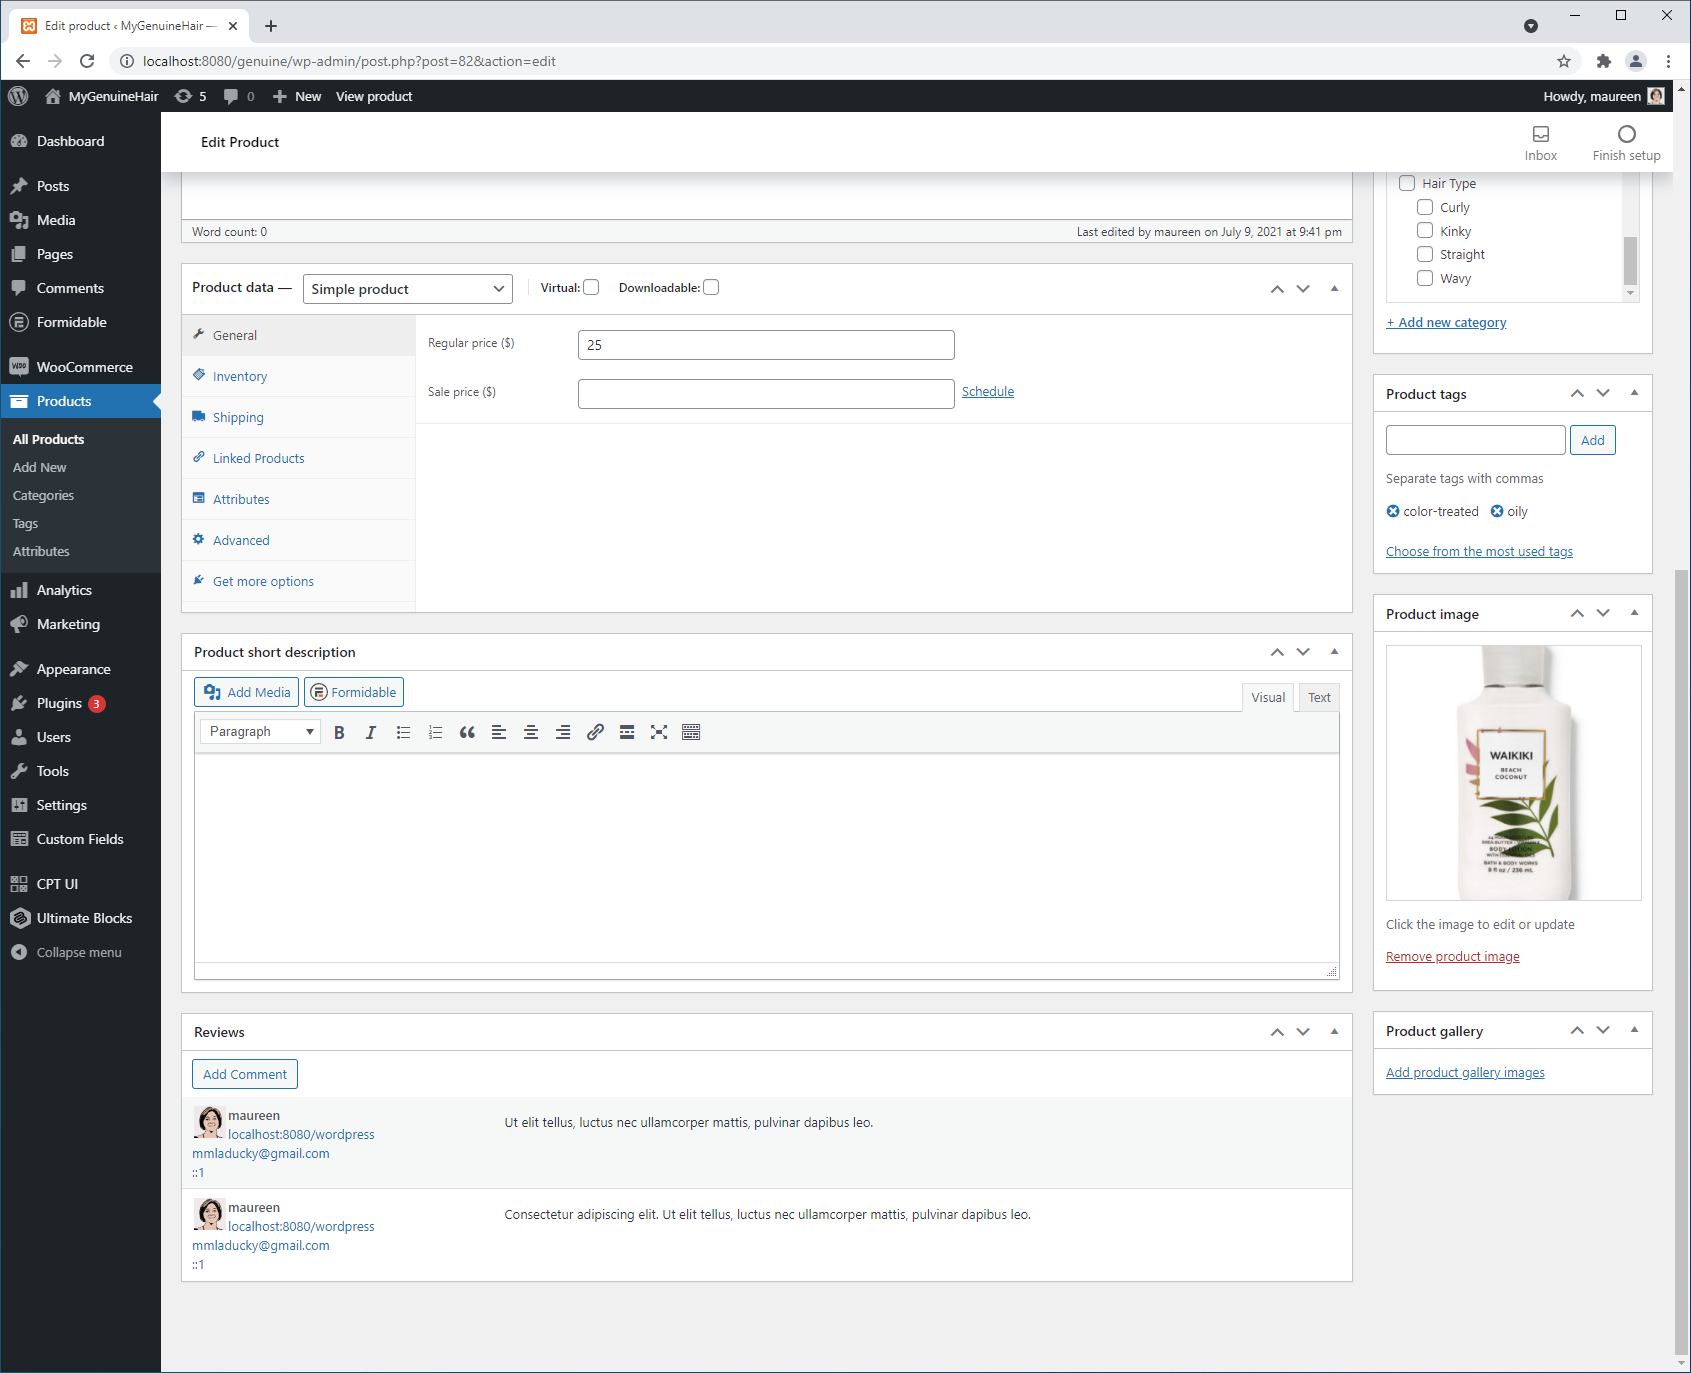 Edit product ‹ MyGenuineHair —
localhost:8080/genuine/wp-admin/post.php?post=82&action=edit
MyGenuineHair
5
0
New
View product
Howdy, maureen
Dashboard
Posts
Media
Pages
Comments
Formidable
WooCommerce
Products
All Products
Add New
Categories
Tags
Attributes
Analytics
Marketing
Appearance
Plugins 3
Users
Tools
Settings
Custom Fields
CPT UI
Ultimate Blocks
Collapse menu
Edit Product
Inbox
Finish setup
Word count: 0
Last edited by maureen on July 9, 2021 at 9:41 pm
Product data —
Simple product
Virtual:
Downloadable:
General
Inventory
Shipping
Linked Products
Attributes
Advanced
Get more options
Regular price ($)
25
Sale price ($)
Schedule
Product short description
Add Media
Formidable
Visual
Text
Paragraph
Reviews
Add Comment
maureen
localhost:8080/wordpress
mmladucky@gmail.com
::1
Ut elit tellus, luctus nec ullamcorper mattis, pulvinar dapibus leo.
maureen
localhost:8080/wordpress
mmladucky@gmail.com
::1
Consectetur adipiscing elit. Ut elit tellus, luctus nec ullamcorper mattis, pulvinar dapibus leo.
Hair Type
Curly
Kinky
Straight
Wavy
+ Add new category
Product tags
Add
Separate tags with commas
color-treated
oily
Choose from the most used tags
Product image
WAIKIKI
BEACH
COCONUT
BODY LOTION
BATH & BODY WORKS
8 fl oz / 236 mL
Click the image to edit or update
Remove product image
Product gallery
Add product gallery images